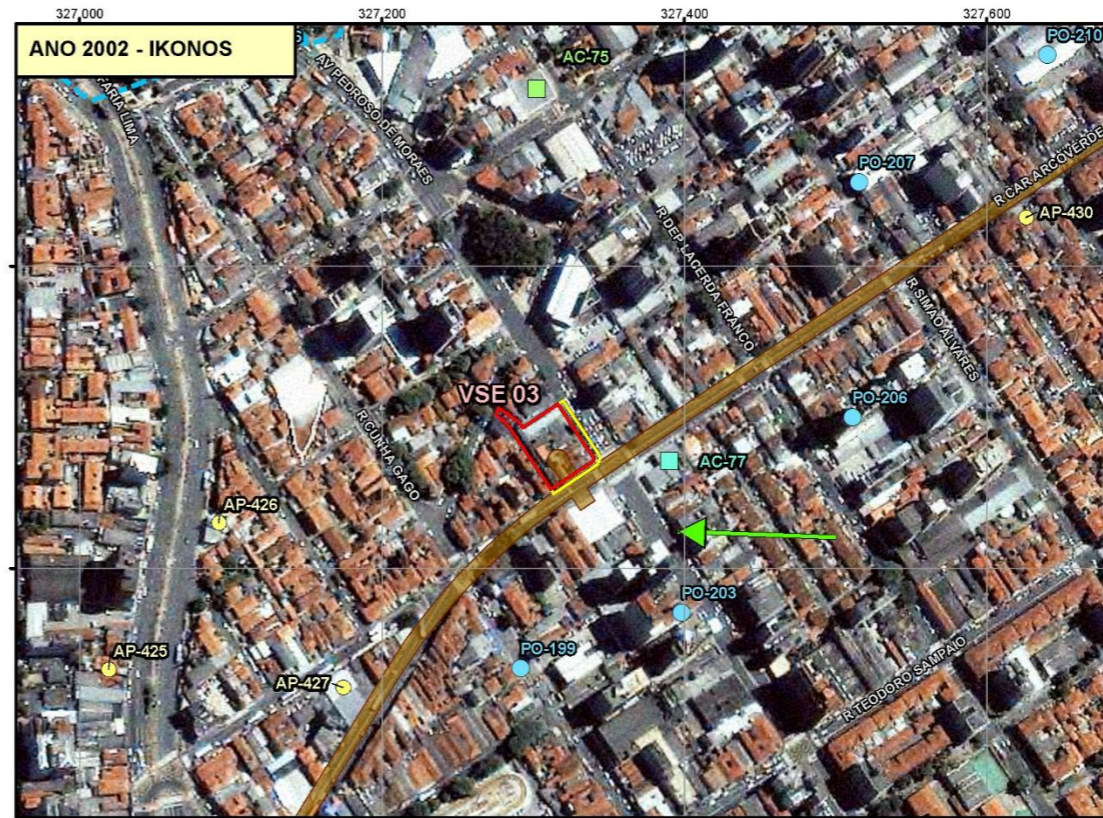 327,000
327,200
327,400
327,600
ANO 2002 - IKONOS
AC-75
PO-210
FARIA LIMA
AV PEDROSO DE MORAES
PO-207
R CAR ARCOVERDE
AP-430
R DEP LACERDA FRANCO
R SIMAO ALVARES
VSE 03
PO-206
R CUNHA GAGO
AC-77
AP-426
PO-203
AP-425
PO-199
AP-427
R TEODORO SAMPAIO